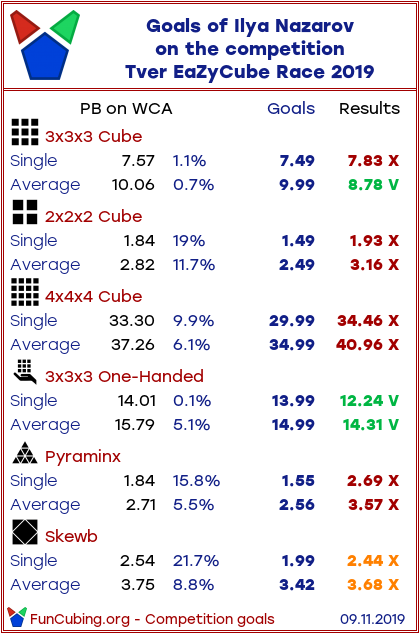 Goals of Ilya Nazarov
on the competition
Tver EaZyCube Race 2019
PB on WCA Goals Results
3x3x3 Cube
Single 7.57 1.1% 7.49 7.83 X
Average 10.06 0.7% 9.99 8.78 V
2x2x2 Cube
Single 1.84 19% 1.49 1.93 X
Average 2.82 11.7% 2.49 3.16 X
4x4x4 Cube
Single 33.30 9.9% 29.99 34.46 X
Average 37.26 6.1% 34.99 40.96 X
3x3x3 One-Handed
Single 14.01 0.1% 13.99 12.24 V
Average 15.79 5.1% 14.99 14.31 V
Pyraminx
Single 1.84 15.8% 1.55 2.69 X
Average 2.71 5.5% 2.56 3.57 X
Skewb
Single 2.54 21.7% 1.99 2.44 X
Average 3.75 8.8% 3.42 3.68 X
FunCubing.org - Competition goals 09.11.2019